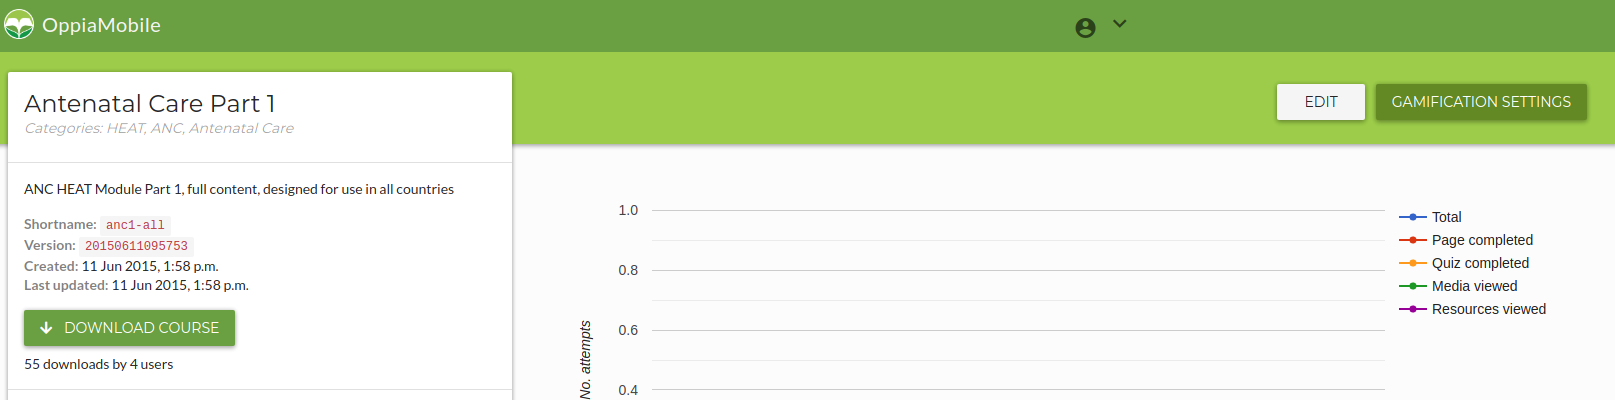 OppiaMobile
Antenatal Care Part 1
Categories: HEAT, ANC, Antenatal Care
EDIT
GAMIFICATION SETTINGS
ANC HEAT Module Part 1, full content, designed for use in all countries
Shortname: anc1-all
Version: 20150611095753
Created: 11 Jun 2015, 1:58 p.m.
Last updated: 11 Jun 2015, 1:58 p.m.
DOWNLOAD COURSE
55 downloads by 4 users
1.0
0.8
0.6
0.4
No. attempts
Total
Page completed
Quiz completed
Media viewed
Resources viewed